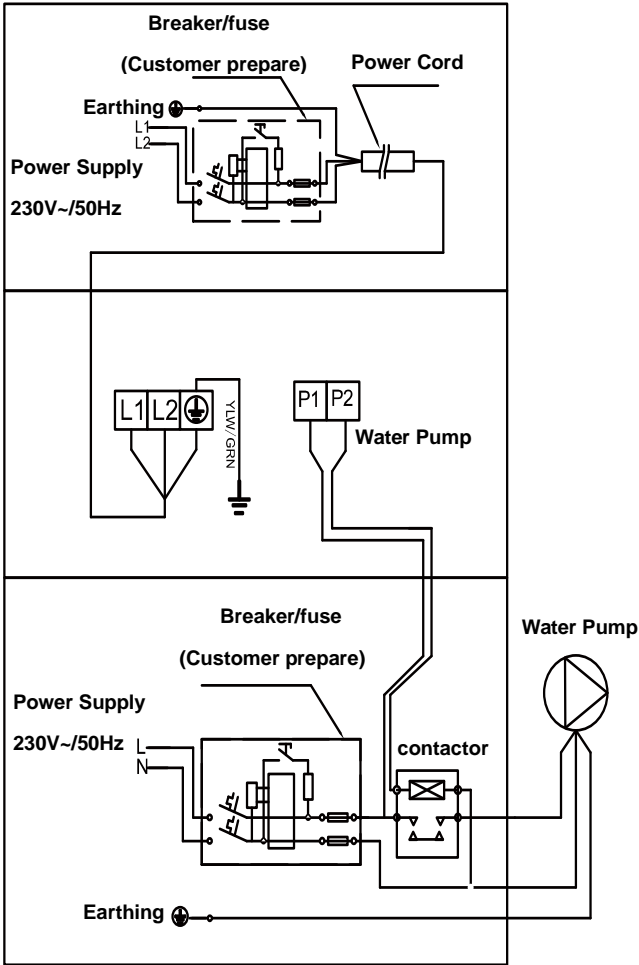 Breaker/fuse
(Customer prepare)
Power Cord
Earthing
L1
L2
Power Supply
230V~/50Hz
L1 L2
YLW/GRN
P1 P2
Water Pump
Breaker/fuse
(Customer prepare)
Water Pump
Power Supply
230V~/50Hz
L
N
contactor
Earthing